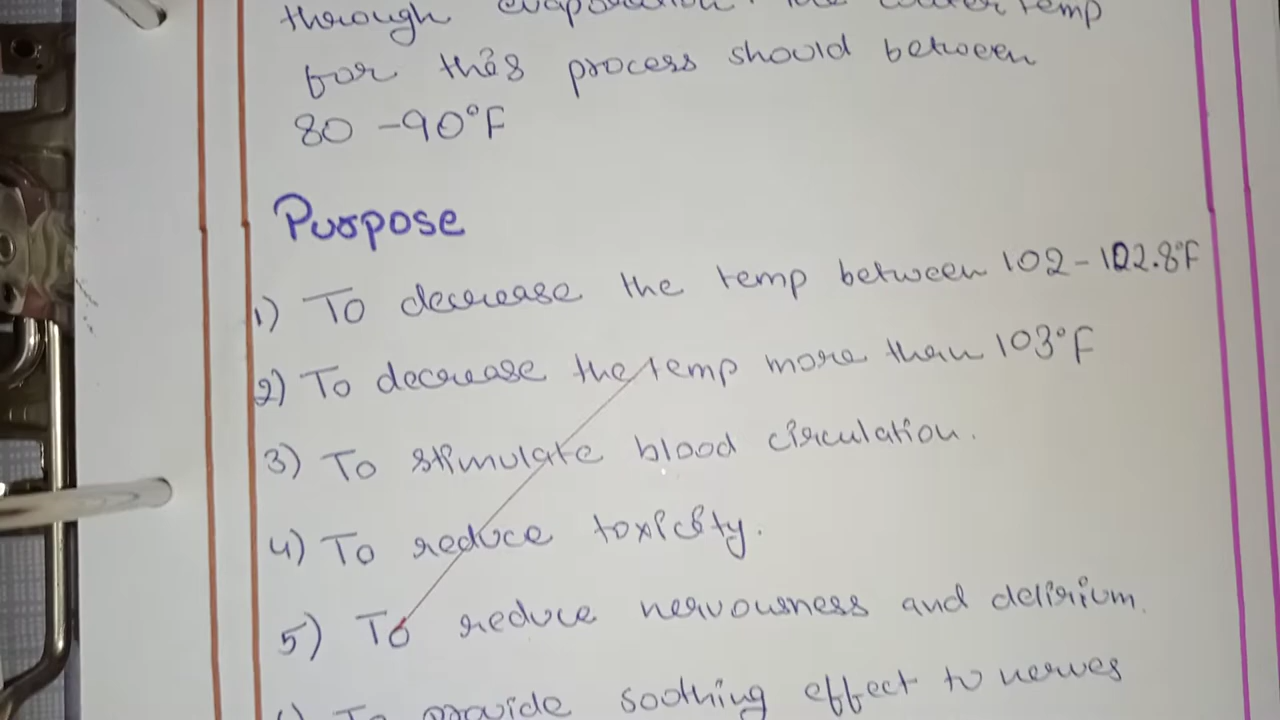 through evaporation. The water temp
for this process should between
80 - 90°F
Purpose
1) To decrease the temp between 102 - 102.8°F
2) To decrease the temp more than 103°F
3) To stimulate blood circulation.
4) To reduce toxicity.
5) To reduce nervousness and delirium.
To provide soothing effect to nerves